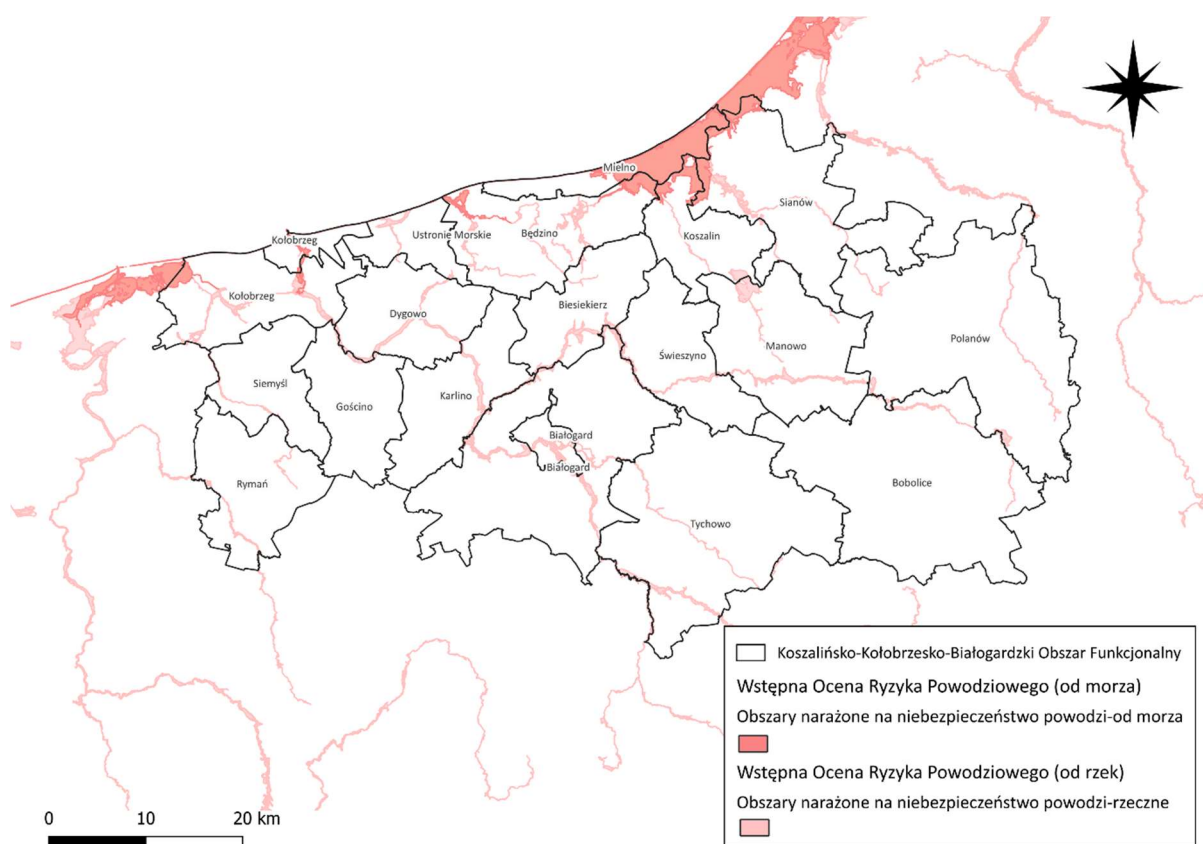 Mielno
Sianów
Kołobrzeg
Ustronie Morskie
Będzino
Koszalin
Kołobrzeg
Dygowo
Biesiekierz
Świeszyno
Manowo
Polanów
Siemyśl
Gościno
Karlino
Białogard
Białogard
Rymań
Bobolice
Tychowo
Koszalińsko-Kołobrzesko-Białogardzki Obszar Funkcjonalny
Wstępna Ocena Ryzyka Powodziowego (od morza)
Obszary narażone na niebezpieczeństwo powodzi-od morza
Wstępna Ocena Ryzyka Powodziowego (od rzek)
Obszary narażone na niebezpieczeństwo powodzi-rzeczne
0 10 20 km